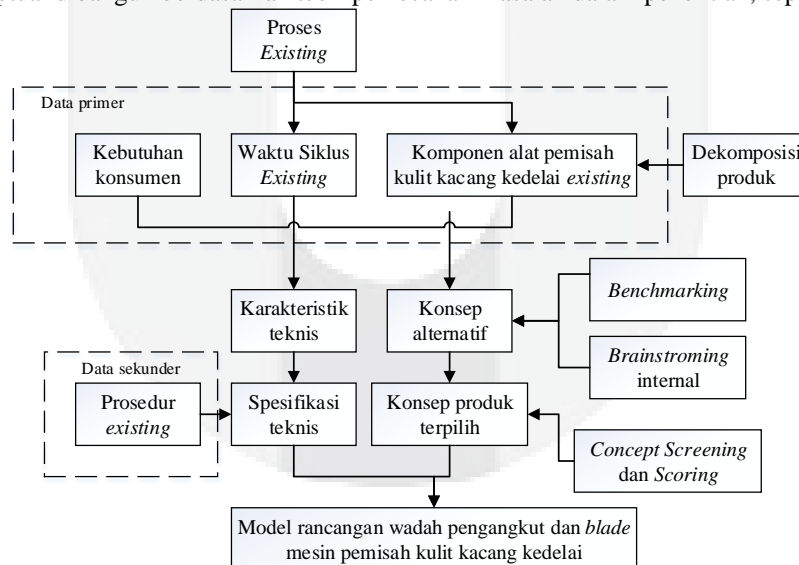 Proses
Existing
Data primer
Kebutuhan
konsumen
Waktu Siklus
Existing
Komponen alat pemisah
kulit kacang kedelai existing
Dekomposisi
produk
Karakteristik
teknis
Konsep
alternatif
Benchmarking
Brainstroming
internal
Data sekunder
Prosedur
existing
Spesifikasi
teknis
Konsep produk
terpilih
Concept Screening
dan Scoring
Model rancangan wadah pengangkut dan blade
mesin pemisah kulit kacang kedelai